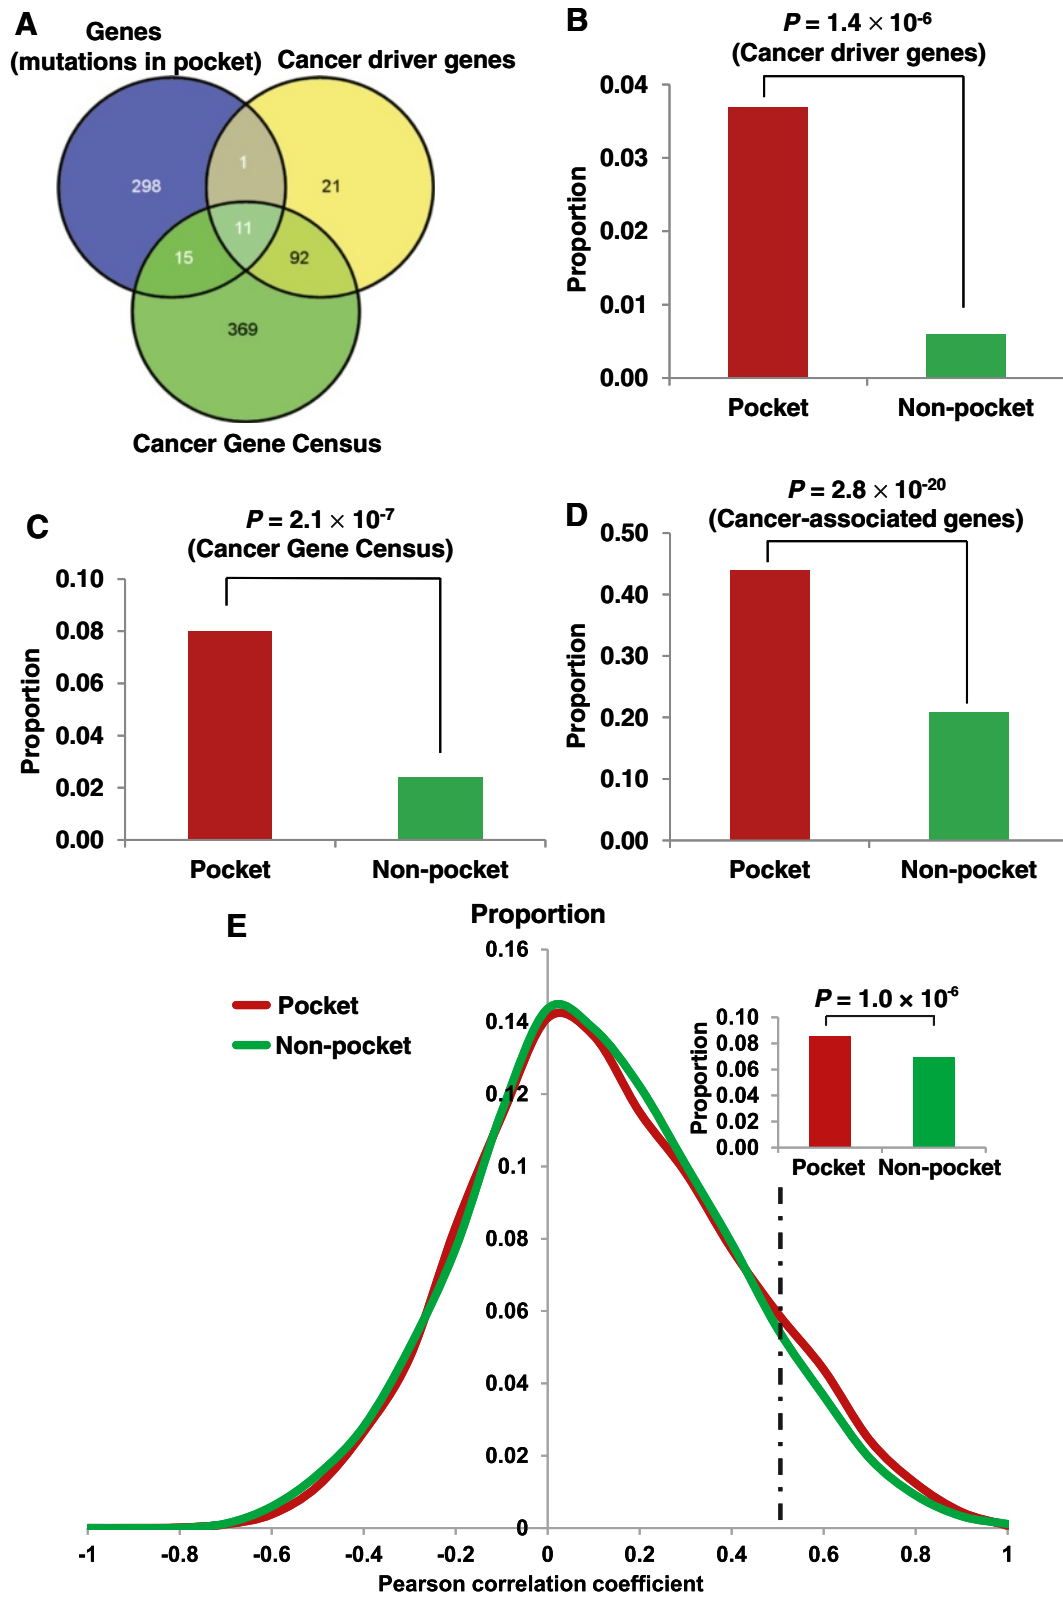 A
Genes
(mutations in pocket)
Cancer driver genes
298
1
21
11
15
92
369
Cancer Gene Census
B
P = 1.4 × 10-6
(Cancer driver genes)
Proportion
0.04
0.03
0.02
0.01
0.00
Pocket
Non-pocket
C
P = 2.1 × 10-7
(Cancer Gene Census)
Proportion
0.10
0.08
0.06
0.04
0.02
0.00
Pocket
Non-pocket
D
P = 2.8 × 10-20
(Cancer-associated genes)
Proportion
0.50
0.40
0.30
0.20
0.10
0.00
Pocket
Non-pocket
E
Proportion
Pocket
Non-pocket
0.16
0.14
0.12
0.1
0.08
0.06
0.04
0.02
0
-1
-0.8
-0.6
-0.4
-0.2
0
0.2
0.4
0.6
0.8
1
Pearson correlation coefficient
P = 1.0 × 10-6
Proportion
0.10
0.08
0.06
0.04
0.02
0.00
Pocket
Non-pocket